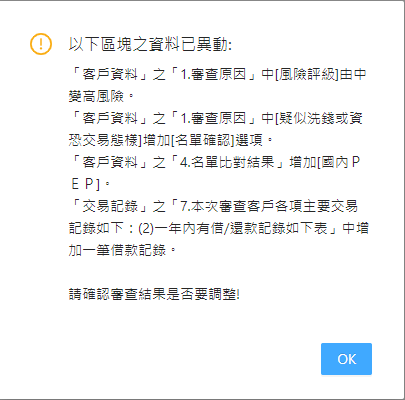 以下區塊之資料已異動:
「客戶資料」之「1.審查原因」中[風險評級]由中
變高風險。
「客戶資料」之「1.審查原因」中[疑似洗錢或資
恐交易態樣]增加[名單確認]選項。
「客戶資料」之「4.名單比對結果」增加[國內Ｐ
ＥＰ]。
「交易記錄」之「7.本次審查客戶各項主要交易
記錄如下：(2)一年內有借/還款記錄如下表」中增
加一筆借款記錄。
請確認審查結果是否要調整!
OK